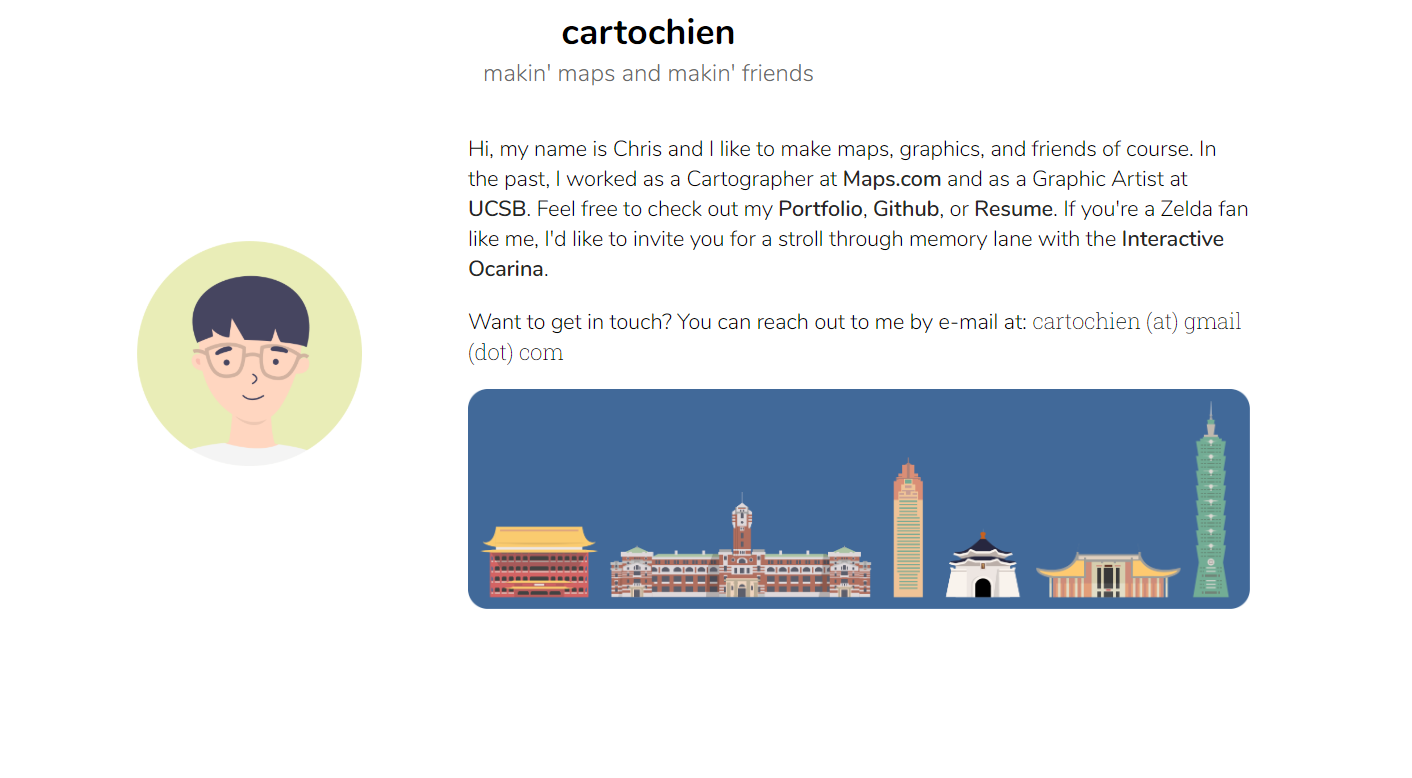 cartochien
makin' maps and makin' friends
Hi, my name is Chris and I like to make maps, graphics, and friends of course. In
the past, I worked as a Cartographer at Maps.com and as a Graphic Artist at
UCSB. Feel free to check out my Portfolio, Github, or Resume. If you're a Zelda fan
like me, I'd like to invite you for a stroll through memory lane with the Interactive
Ocarina.
Want to get in touch? You can reach out to me by e-mail at: cartochien (at) gmail
(dot) com